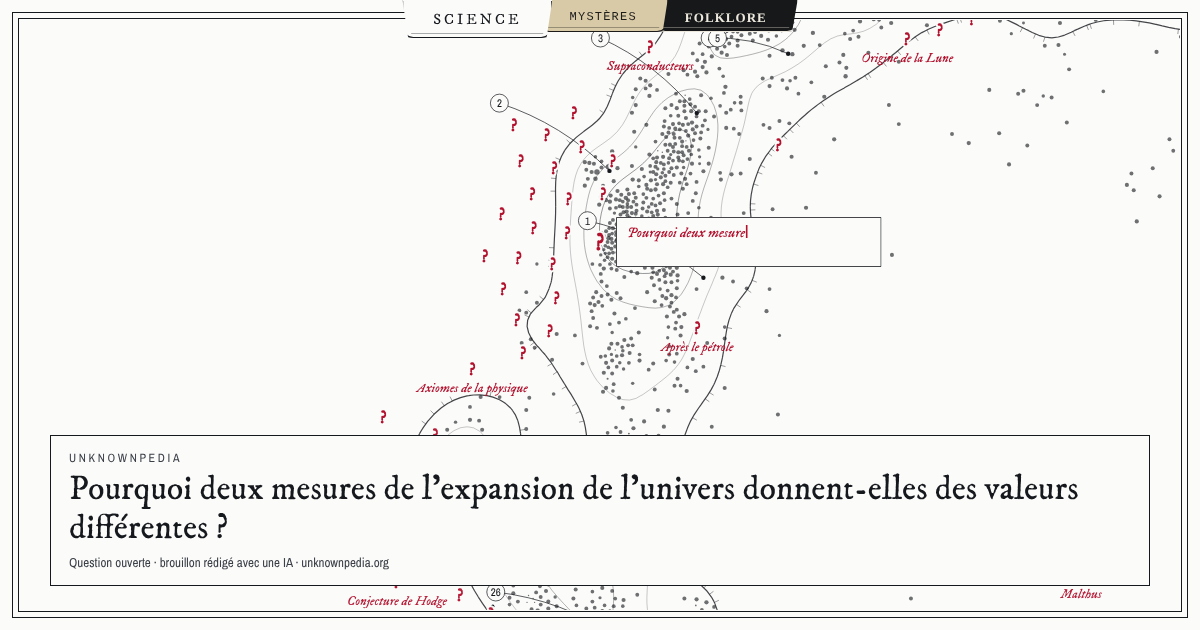 SCIENCE
MYSTÈRES
FOLKLORE
3
5
Supraconducteurs
Origine de la Lune
2
1
Pourquoi deux mesure
Après le pétrole
Axiomes de la physique
UNKNOWNPEDIA
Pourquoi deux mesures de l'expansion de l'univers donnent-elles des valeurs
différentes ?
Question ouverte · brouillon rédigé avec une IA · unknownpedia.org
26
Conjecture de Hodge
Malthus